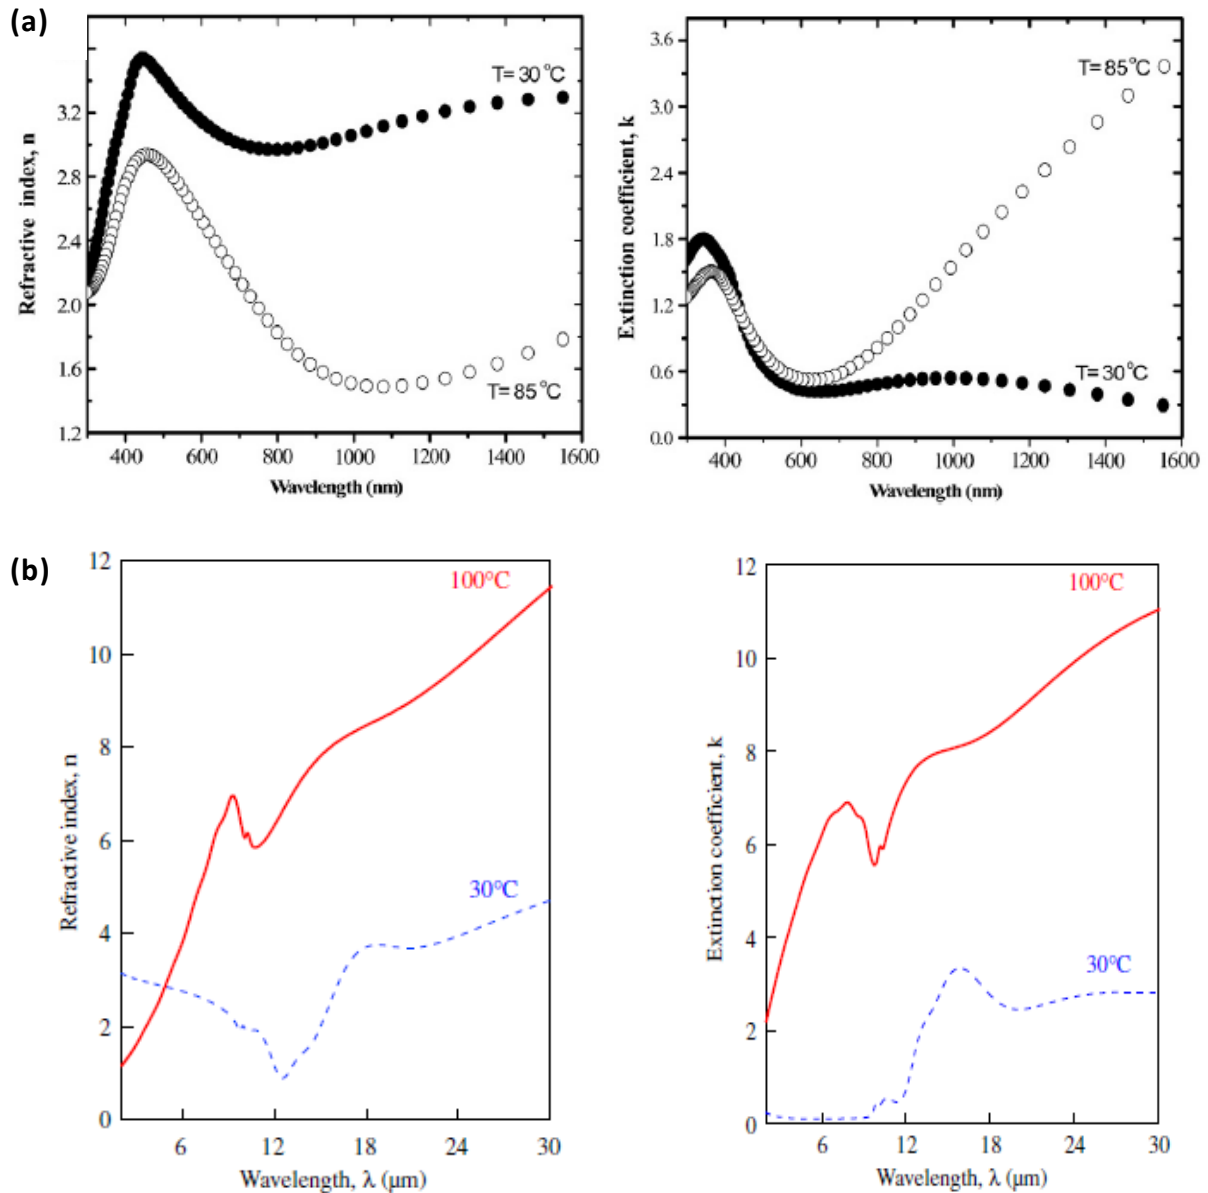 (a)
Refractive index, n
3.2
2.8
2.4
2.0
1.6
1.2
T= 30°C
T= 85°C
400 600 800 1000 1200 1400 1600
Wavelength (nm)
Extinction coefficient, k
3.6
3.0
2.4
1.8
1.2
0.6
0.0
T= 85°C
T= 30°C
400 600 800 1000 1200 1400 1600
Wavelength (nm)
(b)
Refractive index, n
12
10
8
6
4
2
0
100°C
30°C
6 12 18 24 30
Wavelength, λ (μm)
Extinction coefficient, k
12
10
8
6
4
2
0
100°C
30°C
6 12 18 24 30
Wavelength, λ (μm)